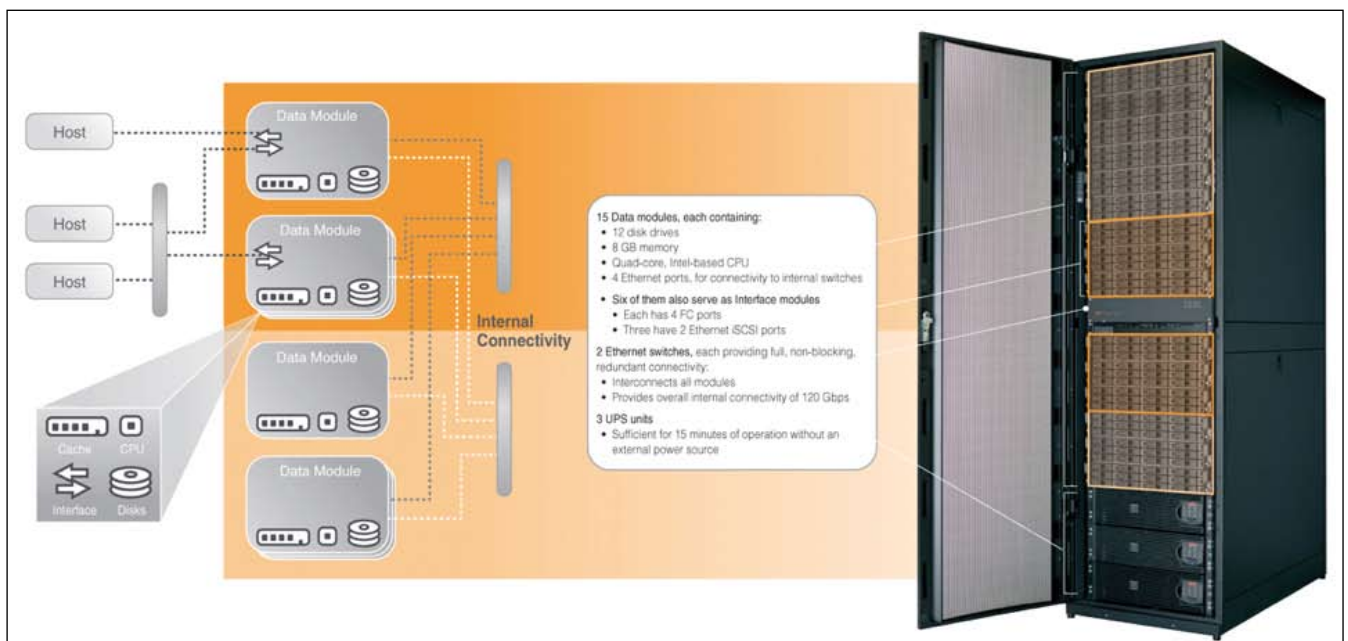 Host
Host
Host
Data Module
Data Module
Data Module
Data Module
Internal
Connectivity
Cache
CPU
Interface
Disks
15 Data modules, each containing:
• 12 disk drives
• 8 GB memory
• Quad-core, Intel-based CPU
• 4 Ethernet ports, for connectivity to internal switches
• Six of them also serve as Interface modules
• Each has 4 FC ports
• Three have 2 Ethernet iSCSI ports
2 Ethernet switches, each providing full, non-blocking,
redundant connectivity:
• Interconnects all modules
• Provides overall internal connectivity of 120 Gbps
3 UPS units
• Sufficient for 15 minutes of operation without an
external power source